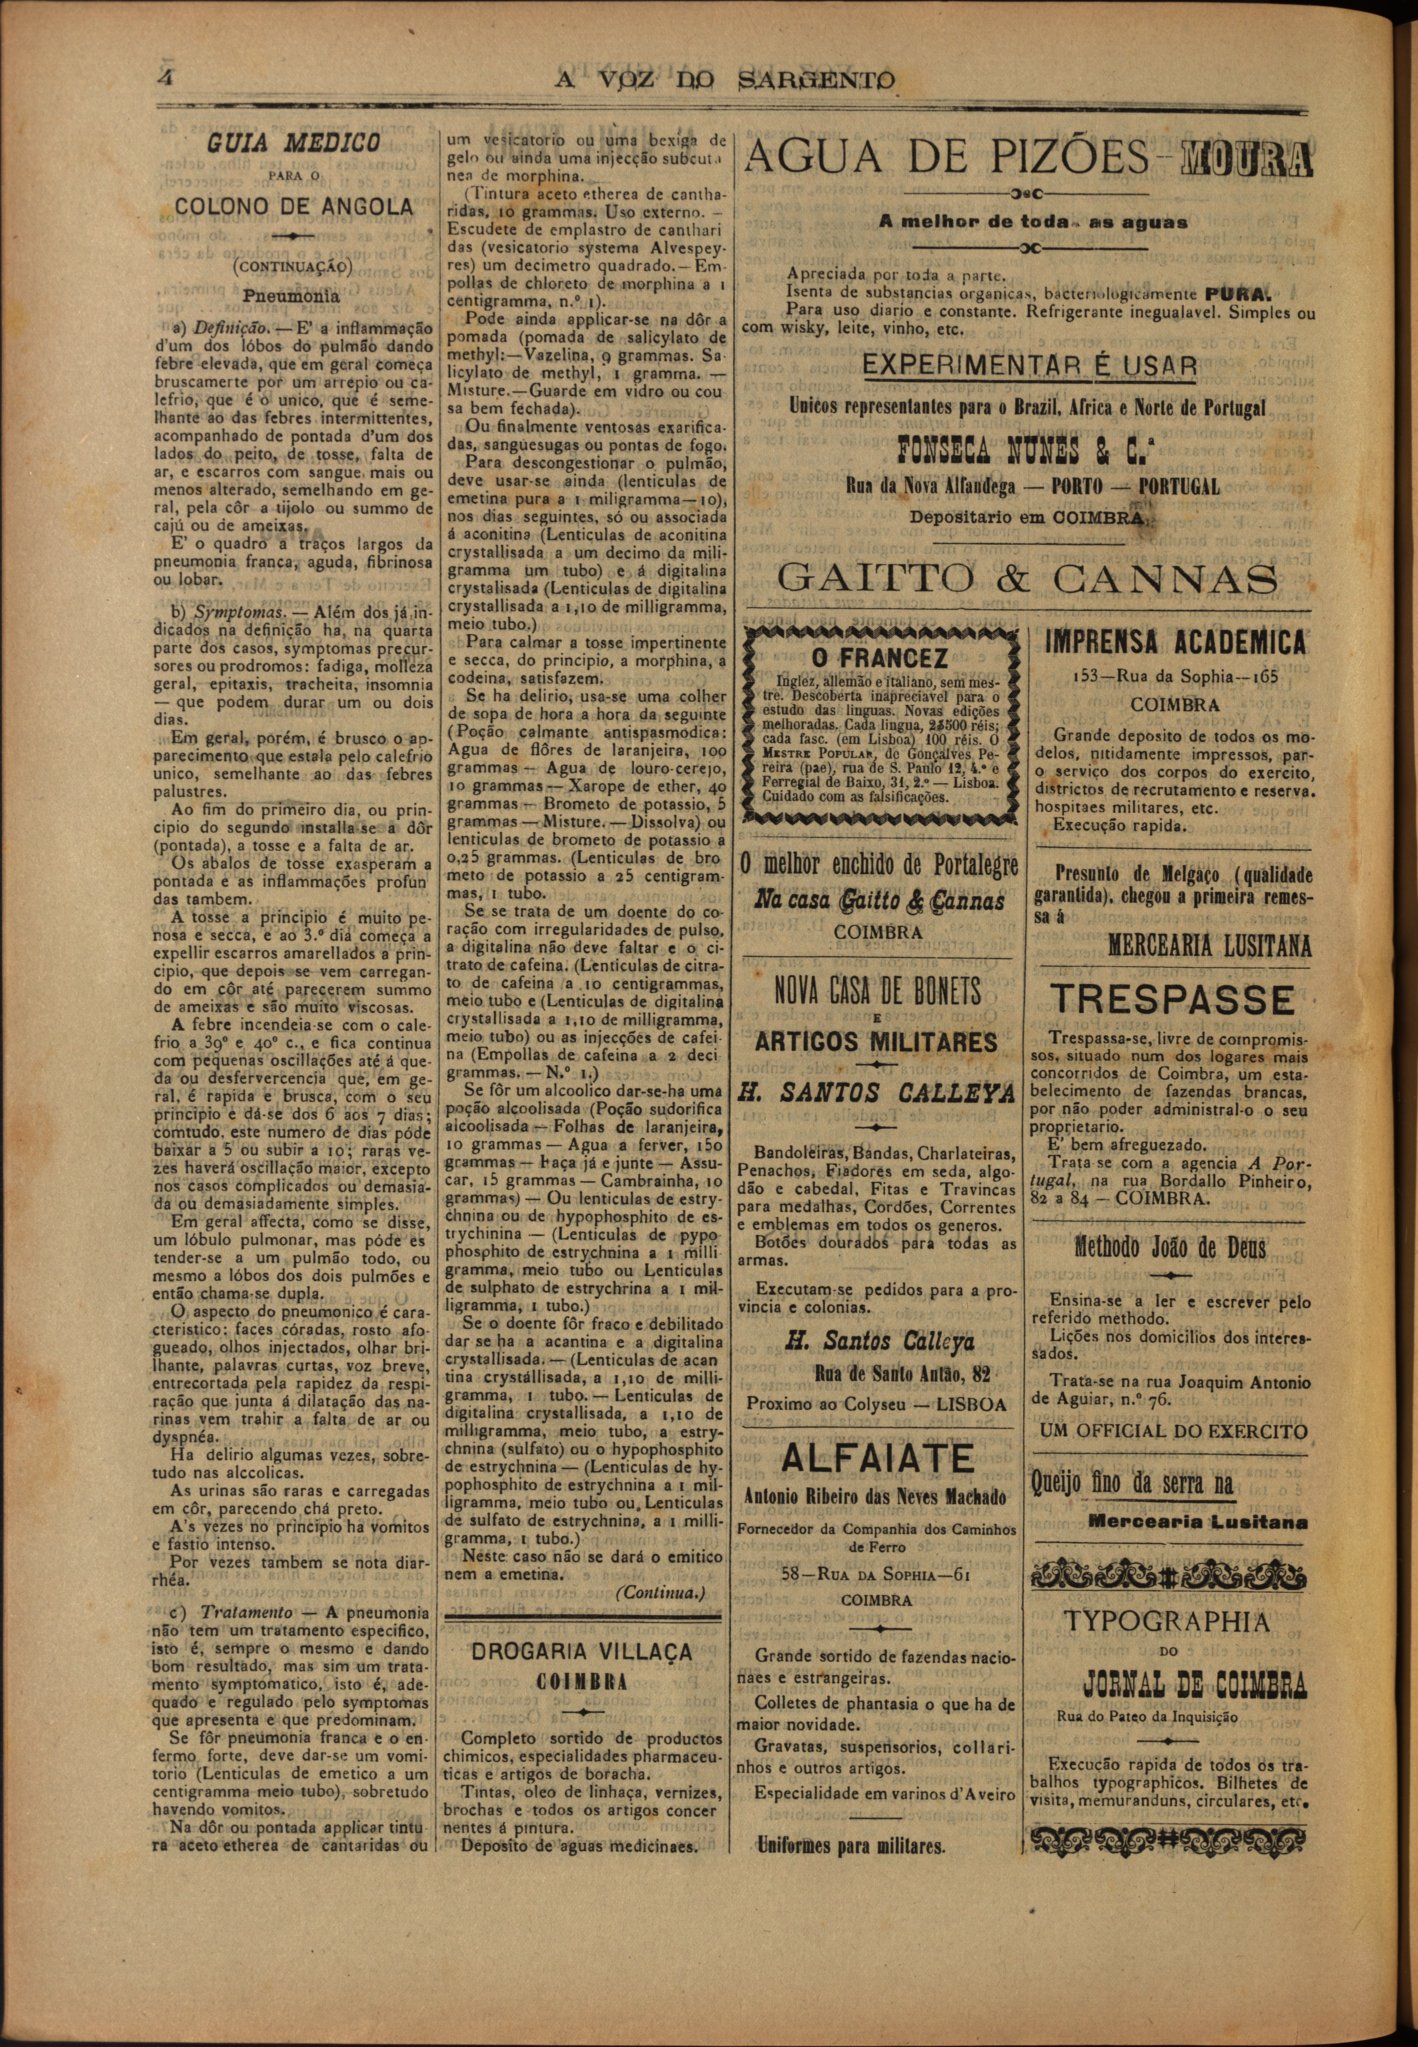 4
A VOZ DO SARGENTO
GUIA MEDICO
PARA O
COLONO DE ANGOLA
(CONTINUAÇÃO)
Pneumonia
a) Definição. — E' a inflammação
d'um dos lóbos do pulmão dando
febre elevada, que em geral começa
bruscamerte por um arrepio ou ca-
lefrio, que é o unico, que é seme-
lhante ao das febres intermittentes,
acompanhado de pontada d'um dos
lados do peito, de tosse, falta de
ar, e escarros com sangue mais ou
menos alterado, semelhando em ge-
ral, pela côr a tijolo ou summo de
cajú ou de ameixas.
E' o quadro a traços largos da
pneumonia franca, aguda, fibrinosa
ou lobar.
b) Symptomas. — Além dos já in-
dicados na definição ha, na quarta
parte dos casos, symptomas precur-
sores ou prodromos: fadiga, molleza
geral, epitaxis, tracheita, insomnia
— que podem durar um ou dois
dias.
Em geral, porém, é brusco o ap-
parecimento que estala pelo calefrio
unico, semelhante ao das febres
palustres.
Ao fim do primeiro dia, ou prin-
cipio do segundo installa-se a dôr
(pontada), a tosse e a falta de ar.
Os abalos de tosse exasperam a
pontada e as inflammações profun
das tambem.
A tosse a principio é muito pe-
nosa e secca, e ao 3.º dia começa a
expellir escarros amarellados a prin-
cipio, que depois se vem carregan-
do em côr até parecerem summo
de ameixas e são muito viscosas.
A febre incendeia-se com o cale-
frio a 39º e 40º c., e fica continua
com pequenas oscillações até á que-
da ou desfervercencia que, em ge-
ral, é rapida e brusca, com o seu
principio e dá-se dos 6 aos 7 dias;
comtudo, este numero de dias póde
baixar a 5 ou subir a 10; raras ve-
zes haverá oscillação maior, excepto
nos casos complicados ou demasia-
da ou demasiadamente simples.
Em geral affecta, como se disse,
um lóbulo pulmonar, mas póde es
tender-se a um pulmão todo, ou
mesmo a lóbos dos dois pulmões e
então chama-se dupla.
O aspecto do pneumonico é cara-
cteristico: faces córadas, rosto afo-
gueado, olhos injectados, olhar bri-
lhante, palavras curtas, voz breve,
entrecortada pela rapidez da respi-
ração que junta á dilatação das na-
rinas vem trahir a falta de ar ou
dyspnéa.
Ha delirio algumas vezes, sobre-
tudo nas alccolicas.
As urinas são raras e carregadas
em côr, parecendo chá preto.
A's vezes no principio ha vomitos
e fastio intenso.
Por vezes tambem se nota diar-
rhéa.
c) Tratamento — A pneumonia
não tem um tratamento especifico,
isto é, sempre o mesmo e dando
bom resultado, mas sim um trata-
mento symptomatico, isto é, ade-
quado e regulado pelo symptomas
que apresenta e que predominam.
Se fôr pneumonia franca e o en-
fermo forte, deve dar-se um vomi-
torio (Lenticulas de emetico a um
centigramma meio tubo), sobretudo
havendo vomitos.
Na dôr ou pontada applicar tintu
ra aceto etherea de cantaridas ou
um vesicatorio ou uma bexiga de
gelo ou ainda uma injecção subcuta
nea de morphina.
(Tintura aceto etherea de cantha-
ridas, 10 grammas. Uso externo. —
Escudete de emplastro de canthari
das (vesicatorio systema Alvespey-
res) um decimetro quadrado. — Em-
pollas de chloreto de morphina a 1
centigramma, n.º 1).
Pode ainda applicar-se na dôr a
pomada (pomada de salicylato de
methyl:—Vazelina, 9 grammas. Sa-
licylato de methyl, 1 gramma. —
Misture.—Guarde em vidro ou cou
sa bem fechada).
Ou finalmente ventosas exarifica-
das, sanguesugas ou pontas de fogo.
Para descongestionar o pulmão,
deve usar-se ainda (lenticulas de
emetina pura a 1 miligramma—10),
nos dias seguintes, só ou associada
á aconitina (Lenticulas de aconitina
crystallisada a um decimo da mili-
gramma um tubo) e á digitalina
crystalisada (Lenticulas de digitalina
crystallisada a 1,10 de milligramma,
meio tubo.)
Para calmar a tosse impertinente
e secca, do principio, a morphina, a
codeina, satisfazem.
Se ha delirio, usa-se uma colher
de sopa de hora a hora da seguinte
(Poção calmante antispasmodica:
Agua de flôres de laranjeira, 100
grammas — Agua de louro-cerejo,
10 grammas — Xarope de ether, 40
grammas — Brometo de potassio, 5
grammas — Misture. — Dissolva) ou
lenticulas de brometo de potassio a
0,25 grammas. (Lenticulas de bro
meto de potassio a 25 centigram-
mas, 1 tubo.
Se se trata de um doente do co-
ração com irregularidades de pulso,
a digitalina não deve faltar e o ci-
trato de cafeina. (Lenticulas de citra-
to de cafeina a 10 centigrammas,
meio tubo e (Lenticulas de digitalina
crystallisada a 1,10 de milligramma,
meio tubo) ou as injecções de cafei-
na (Empollas de cafeina a 2 deci
grammas. — N.º 1.)
Se fôr um alcoolico dar-se-ha uma
poção alcoolisada (Poção sudorifica
alcoolisada — Folhas de laranjeira,
10 grammas — Agua a ferver, 150
grammas — Faça já e junte — Assu-
car, 15 grammas — Cambrainha, 10
grammas) — Ou lenticulas de estry-
chnina ou de hypophosphito de es-
trychinina — (Lenticulas de pypo
phosphito de estrychnina a 1 milli
gramma, meio tubo ou Lenticulas
de sulphato de estrychrina a 1 mil-
ligramma, 1 tubo.)
Se o doente fôr fraco e debilitado
dar se ha a acantina e a digitalina
crystallisada. — (Lenticulas de acan
tina crystállisada, a 1,10 de milli-
gramma, 1 tubo. — Lenticulas de
digitalina crystallisada, a 1,10 de
milligramma, meio tubo, a estry-
chnina (sulfato) ou o hypophosphito
de estrychnina — (Lenticulas de hy-
pophosphito de estrychnina a 1 mil-
ligramma, meio tubo ou Lenticulas
de sulfato de estrychnina, a 1 milli-
gramma, 1 tubo.)
Neste caso não se dará o emitico
nem a emetina.
(Continua.)
DROGARIA VILLAÇA
COIMBRA
Completo sortido de productos
chimicos, especialidades pharmaceu-
ticas e artigos de boracha.
Tintas, oleo de linhaça, vernizes,
brochas e todos os artigos concer
nentes á pintura.
Deposito de aguas medicinaes.
AGUA DE PIZÕES-MOURA
A melhor de toda as aguas
Apreciada por toda a parte.
Isenta de substancias organicas, bacteriologicamente PURA.
Para uso diario e constante. Refrigerante inegualavel. Simples ou
com wisky, leite, vinho, etc.
EXPERIMENTAR É USAR
Unicos representantes para o Brazil, Africa e Norte de Portugal
FONSECA NUNES & C.ª
Rua da Nova Alfandega — PORTO — PORTUGAL
Depositario em COIMBRA,
GAITTO & CANNAS
O FRANCEZ
Inglez, allemão e italiano, sem mes-
tre. Descoberta inapreciavel para o
estudo das linguas. Novas edições
melhoradas. Cada lingua, 2$500 réis;
cada fasc. (em Lisboa) 100 réis. O
MESTRE POPULAR, de Gonçalves Pe-
reira (pae), rua de S. Paulo 12, 4.º e
Ferregial de Baixo, 31, 2.º — Lisboa.
Cuidado com as falsificações.
O melhor enchido de Portalegre
Na casa Gaitto & Cannas
COIMBRA
NOVA CASA DE BONETS
E
ARTIGOS MILITARES
H. SANTOS CALLEYA
Bandoleiras, Bandas, Charlateiras,
Penachos, Fiadores em seda, algo-
dão e cabedal, Fitas e Travincas
para medalhas, Cordões, Correntes
e emblemas em todos os generos.
Botões dourados para todas as
armas.
Executam-se pedidos para a pro-
vincia e colonias.
H. Santos Calleya
Rua de Santo Antão, 82
Proximo ao Colyseu — LISBOA
ALFAIATE
Antonio Ribeiro das Neves Machado
Fornecedor da Companhia dos Caminhos
de Ferro
58—RUA DA SOPHIA—61
COIMBRA
Grande sortido de fazendas nacio-
naes e estrangeiras.
Colletes de phantasia o que ha de
maior novidade.
Gravatas, suspensorios, collari-
nhos e outros artigos.
Especialidade em varinos d'Aveiro
Uniformes para militares.
IMPRENSA ACADEMICA
153—Rua da Sophia—165
COIMBRA
Grande deposito de todos os mo-
delos, nitidamente impressos, par-
o serviço dos corpos do exercito,
districtos de recrutamento e reserva.
hospitaes militares, etc.
Execução rapida.
Presunto de Melgaço (qualidade
garantida), chegou a primeira remes-
sa á
MERCEARIA LUSITANA
TRESPASSE
Trespassa-se, livre de compromis-
sos, situado num dos logares mais
concorridos de Coimbra, um esta-
belecimento de fazendas brancas,
por não poder administral-o o seu
proprietario.
E' bem afreguezado.
Trata-se com a agencia A Por-
tugal, na rua Bordallo Pinheiro,
82 a 84 — COIMBRA.
Methodo João de Deus
Ensina-se a ler e escrever pelo
referido methodo.
Lições nos domicilios dos interes-
sados.
Trata-se na rua Joaquim Antonio
de Aguiar, n.º 76.
UM OFFICIAL DO EXERCITO
Queijo fino da serra na
Mercearia Lusitana
TYPOGRAPHIA
DO
JORNAL DE COIMBRA
Rua do Pateo da Inquisição
Execução rapida de todos os tra-
balhos typographicos. Bilhetes de
visita, memuranduns, circulares, etc.